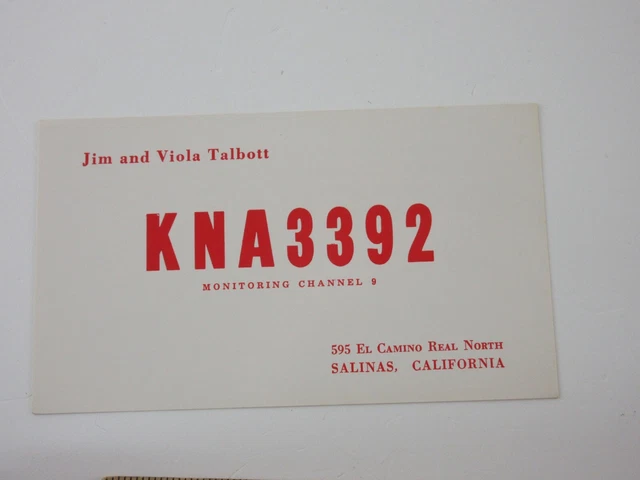 Jim and Viola Talbott
KNA3392
MONITORING CHANNEL 9
595 El Camino Real North
SALINAS, CALIFORNIA